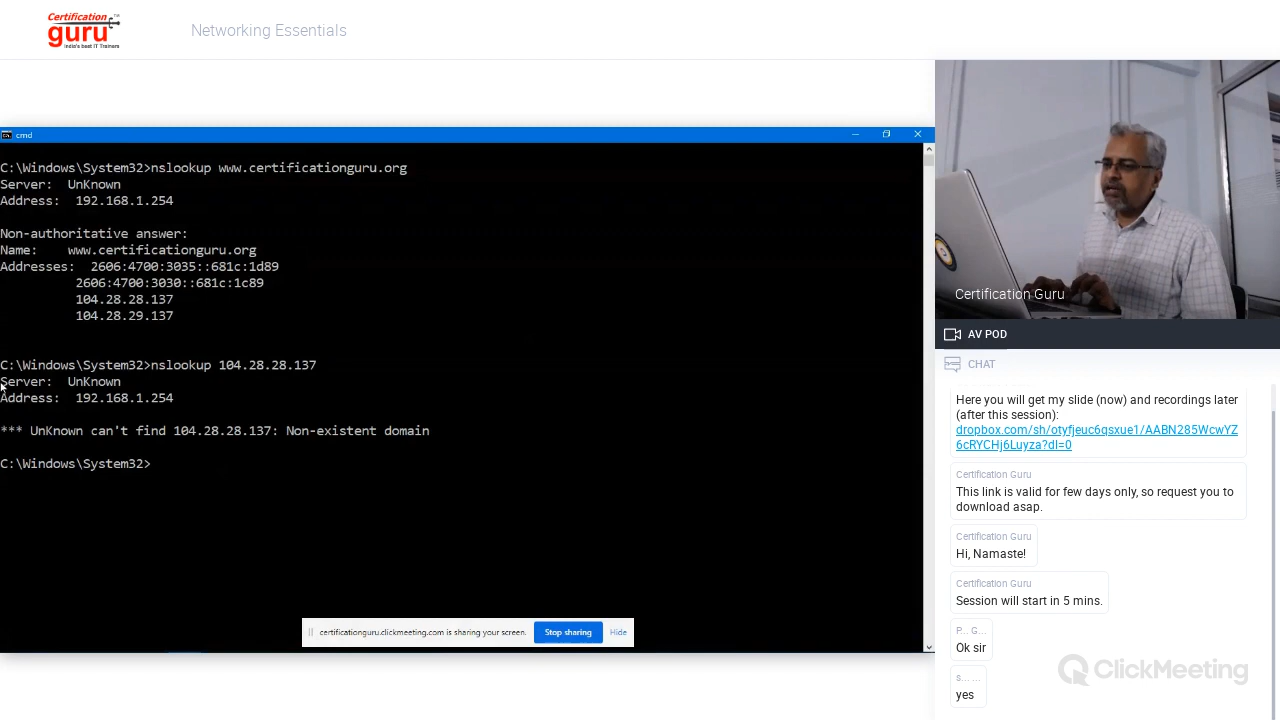 Certification
guru
India's best IT Trainers
Networking Essentials
cmd
C:\Windows\System32>nslookup www.certificationguru.org
Server:  UnKnown
Address:  192.168.1.254
Non-authoritative answer:
Name:    www.certificationguru.org
Addresses:  2606:4700:3035::681c:1d89
2606:4700:3030::681c:1c89
104.28.28.137
104.28.29.137
C:\Windows\System32>nslookup 104.28.28.137
Server:  UnKnown
Address:  192.168.1.254
*** UnKnown can't find 104.28.28.137: Non-existent domain
C:\Windows\System32>
certificationguru.clickmeeting.com is sharing your screen.
Stop sharing
Hide
Certification Guru
AV POD
CHAT
Here you will get my slide (now) and recordings later
(after this session):
dropbox.com/sh/otyfjeuc6qsxue1/AABN285WcwYZ
6cRYCHj6Luyza?dl=0
Certification Guru
This link is valid for few days only, so request you to
download asap.
Certification Guru
Hi, Namaste!
Certification Guru
Session will start in 5 mins.
P... G...
Ok sir
s... ...
yes
ClickMeeting